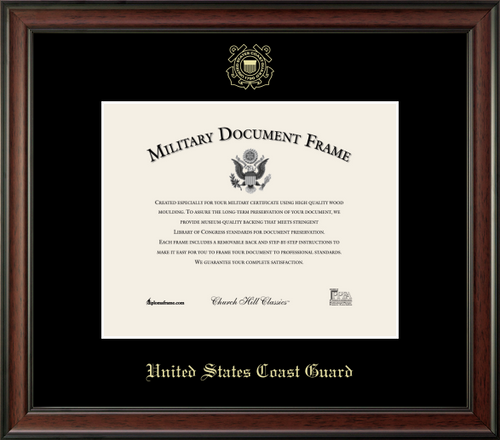 MILITARY DOCUMENT FRAME
CREATED ESPECIALLY FOR YOUR MILITARY CERTIFICATE USING HIGH QUALITY WOOD
MOULDING. TO ASSURE THE LONG TERM PRESERVATION OF YOUR DOCUMENT, WE
PROVIDE MUSEUM-QUALITY BACKING THAT MEETS STRINGENT
LIBRARY OF CONGRESS STANDARDS FOR DOCUMENT PRESERVATION.
EACH FRAME INCLUDES A REMOVABLE BACK AND STEP BY STEP INSTRUCTIONS TO
MAKE IT EASY FOR YOU TO FRAME YOUR DOCUMENT TO PROFESSIONAL STANDARDS.
WE GUARANTEE YOUR COMPLETE SATISFACTION.
diplomaframe.com
Church Hill Classics™
United States Coast Guard